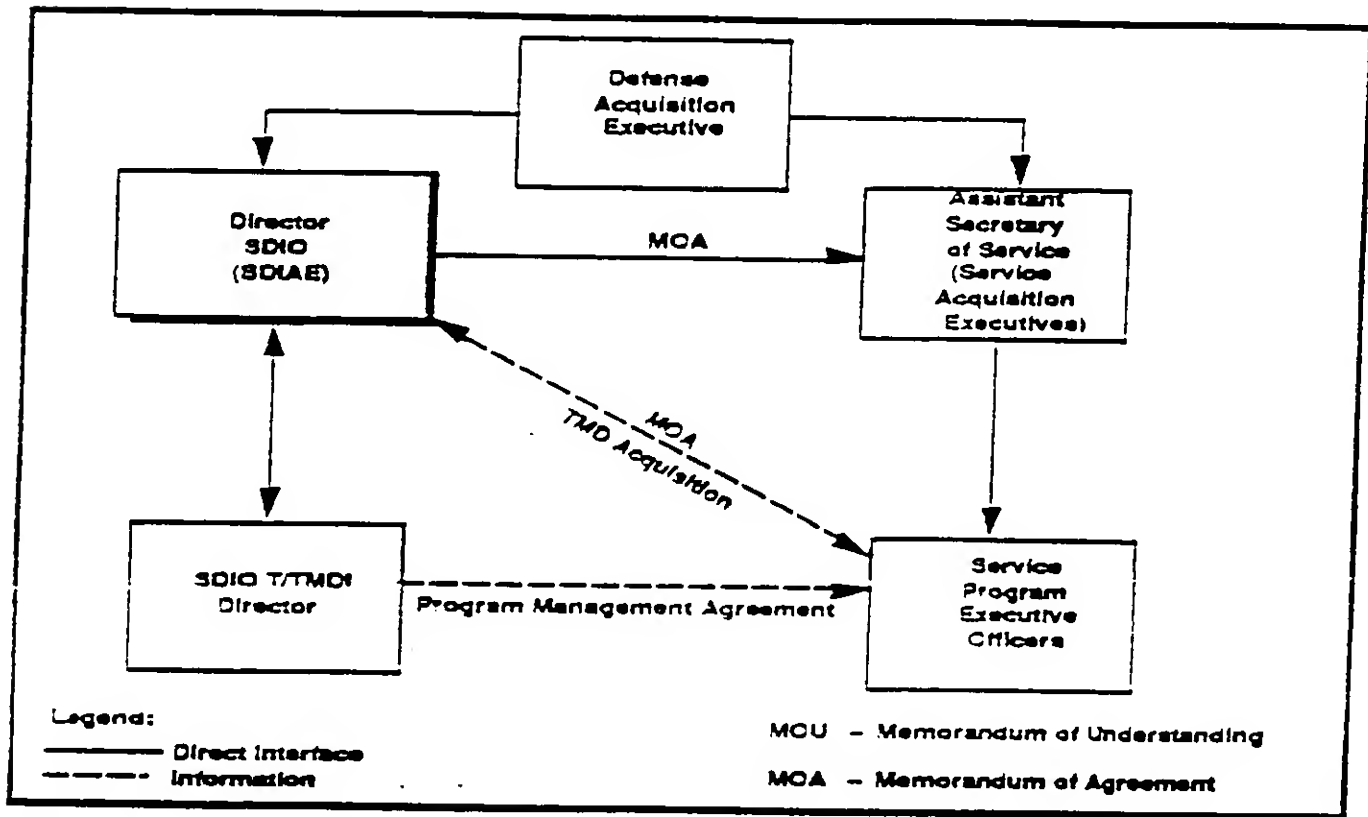 Defense
Acquisition
Executive
Director
SDIO
(SDIAE)
MOA
Assistant
Secretary
of Service
(Service
Acquisition
Executives)
MOA
TMD Acquisition
SDIO T/TMDI
Director
Program Management Agreement
Service
Program
Executive
Officers
Legend:
Direct Interface
Information
MOU - Memorandum of Understanding
MOA - Memorandum of Agreement